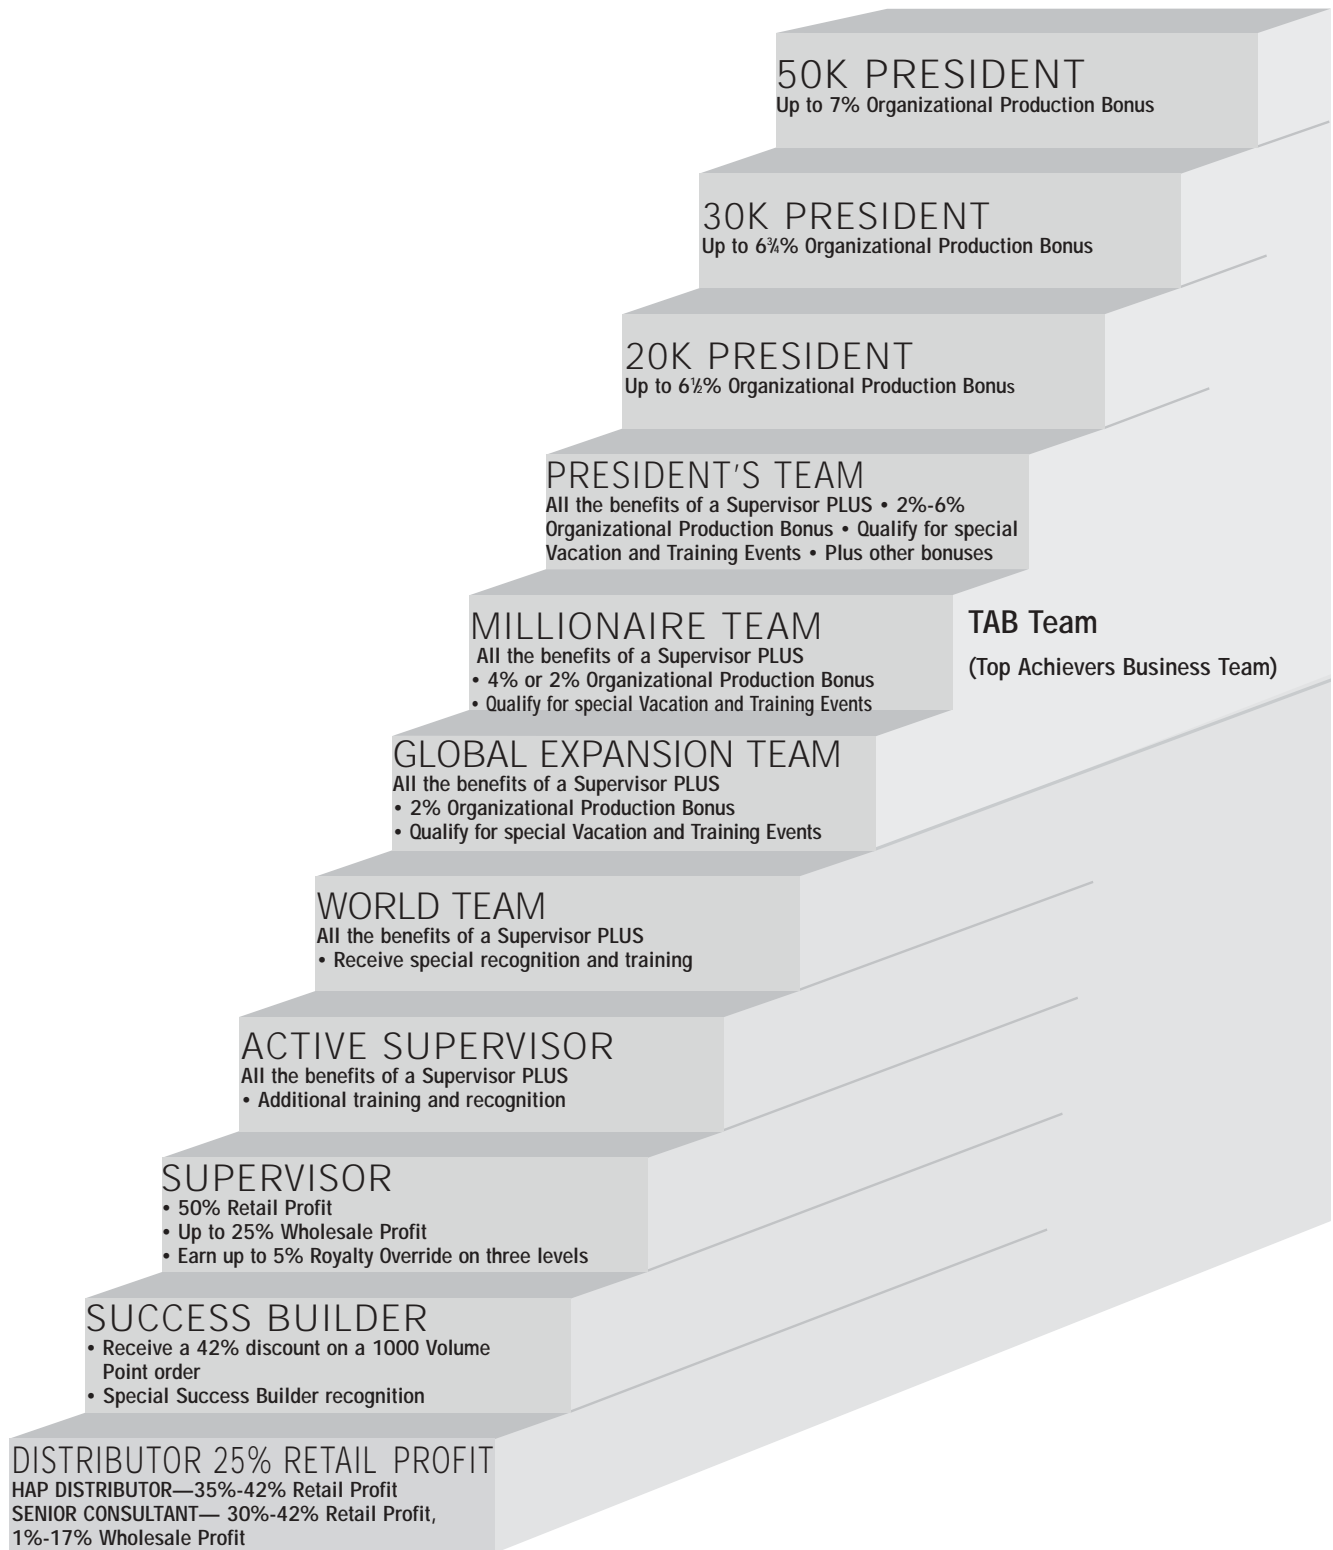 50K PRESIDENT
Up to 7% Organizational Production Bonus
30K PRESIDENT
Up to 6¾% Organizational Production Bonus
20K PRESIDENT
Up to 6½% Organizational Production Bonus
PRESIDENT'S TEAM
All the benefits of a Supervisor PLUS • 2%-6%
Organizational Production Bonus • Qualify for special
Vacation and Training Events • Plus other bonuses
MILLIONAIRE TEAM
All the benefits of a Supervisor PLUS
• 4% or 2% Organizational Production Bonus
• Qualify for special Vacation and Training Events
TAB Team
(Top Achievers Business Team)
GLOBAL EXPANSION TEAM
All the benefits of a Supervisor PLUS
• 2% Organizational Production Bonus
• Qualify for special Vacation and Training Events
WORLD TEAM
All the benefits of a Supervisor PLUS
• Receive special recognition and training
ACTIVE SUPERVISOR
All the benefits of a Supervisor PLUS
• Additional training and recognition
SUPERVISOR
• 50% Retail Profit
• Up to 25% Wholesale Profit
• Earn up to 5% Royalty Override on three levels
SUCCESS BUILDER
• Receive a 42% discount on a 1000 Volume
Point order
• Special Success Builder recognition
DISTRIBUTOR 25% RETAIL PROFIT
HAP DISTRIBUTOR—35%-42% Retail Profit
SENIOR CONSULTANT— 30%-42% Retail Profit,
1%-17% Wholesale Profit